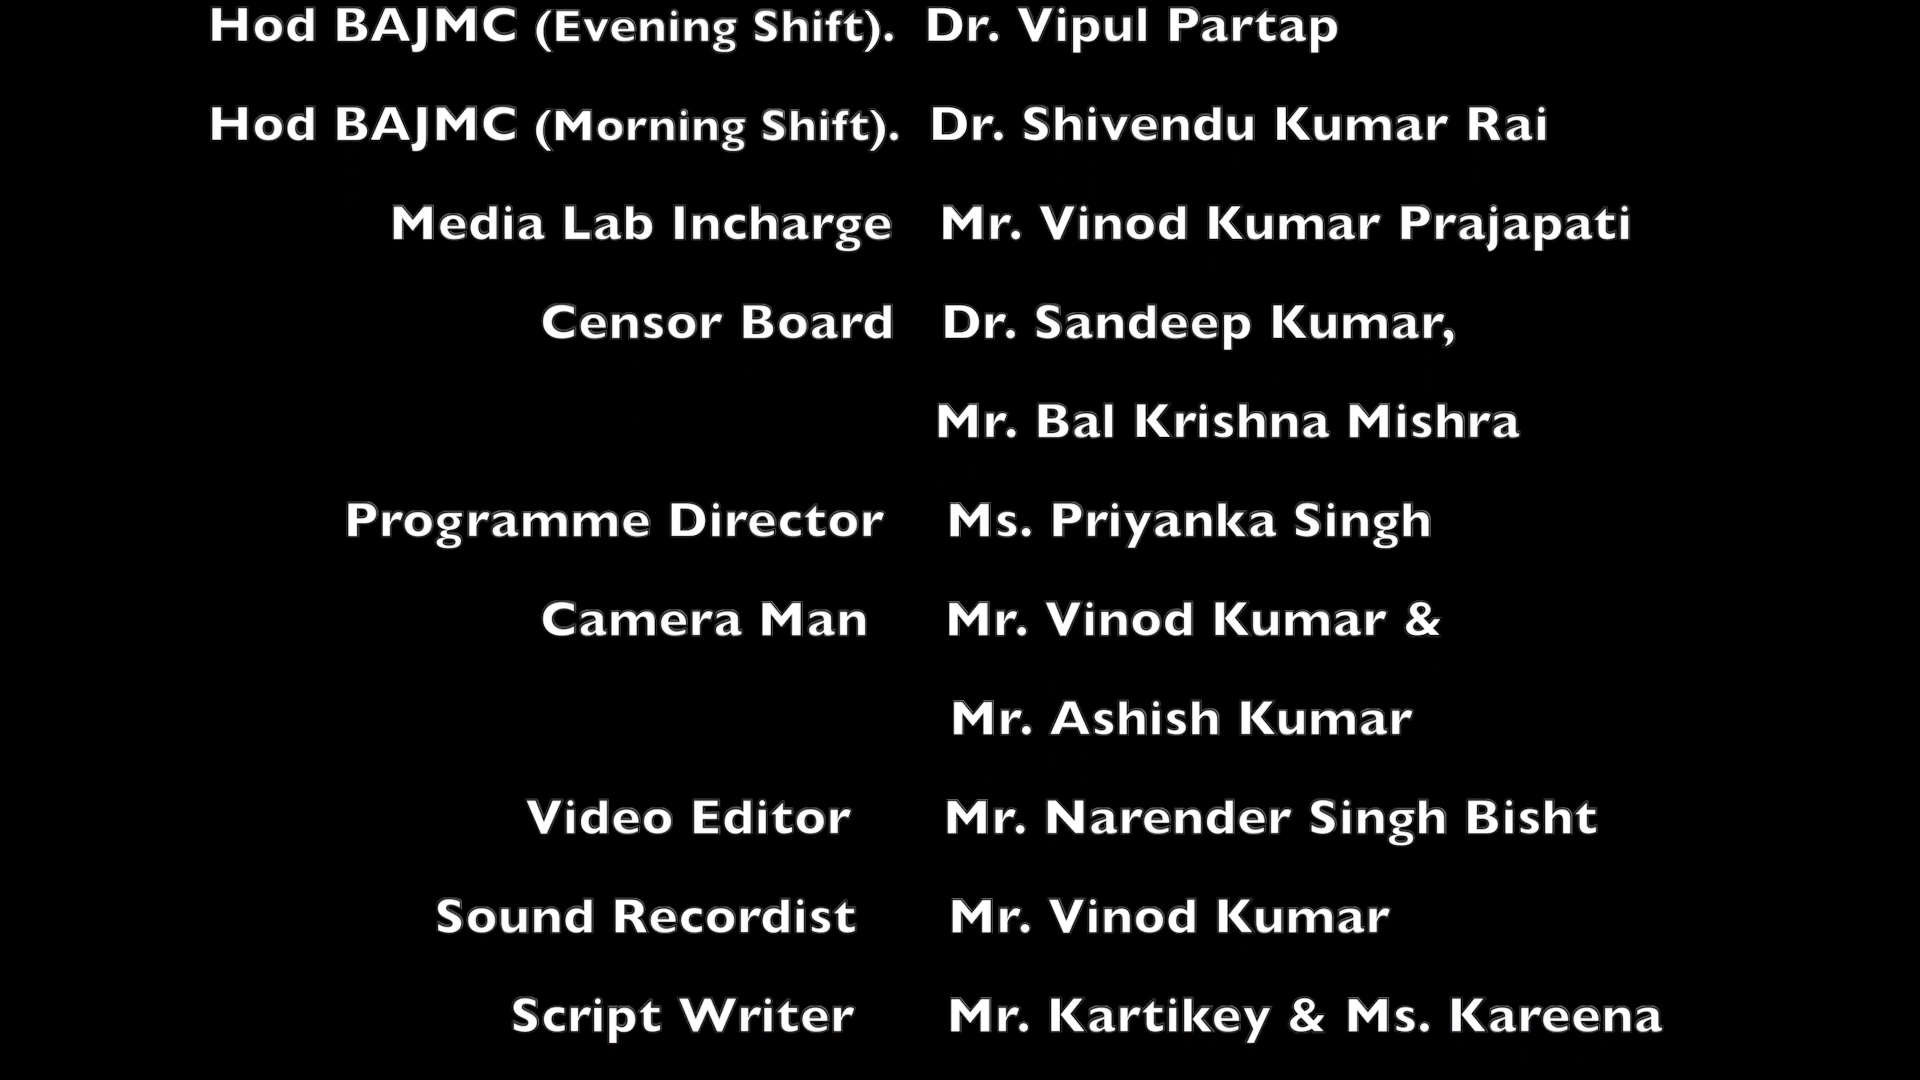 Hod BAJMC (Evening Shift). Dr. Vipul Partap
Hod BAJMC (Morning Shift). Dr. Shivendu Kumar Rai
Media Lab Incharge Mr. Vinod Kumar Prajapati
Censor Board Dr. Sandeep Kumar,
Mr. Bal Krishna Mishra
Programme Director Ms. Priyanka Singh
Camera Man Mr. Vinod Kumar &
Mr. Ashish Kumar
Video Editor Mr. Narender Singh Bisht
Sound Recordist Mr. Vinod Kumar
Script Writer Mr. Kartikey & Ms. Kareena